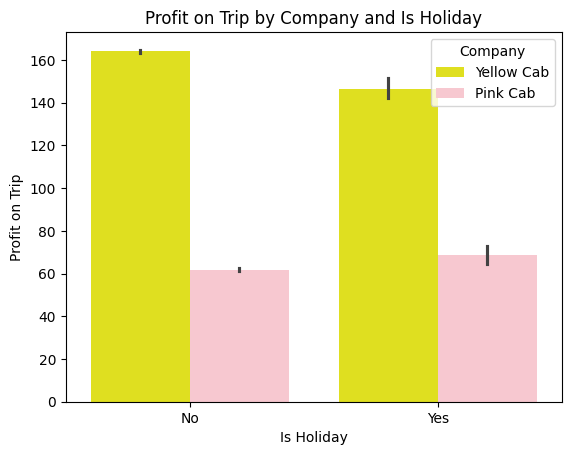 Profit on Trip by Company and Is Holiday
Company
Yellow Cab
Pink Cab
Profit on Trip
160
140
120
100
80
60
40
20
0
No
Yes
Is Holiday